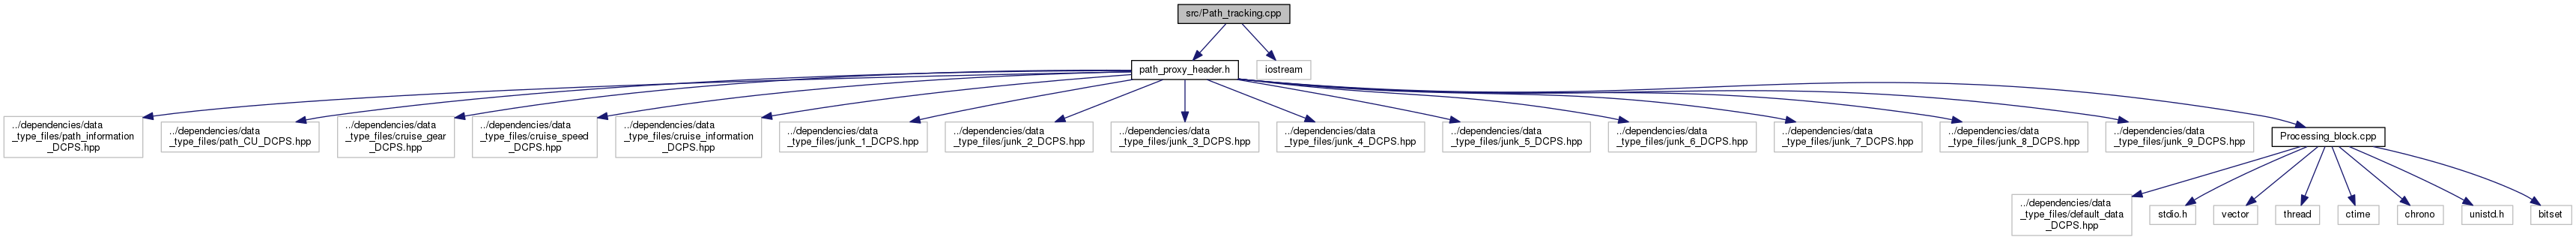 src/Path_tracking.cpp
path_proxy_header.h
iostream
../dependencies/data
_type_files/path_information
_DCPS.hpp
../dependencies/data
_type_files/path_CU_DCPS.hpp
../dependencies/data
_type_files/cruise_gear
_DCPS.hpp
../dependencies/data
_type_files/cruise_speed
_DCPS.hpp
../dependencies/data
_type_files/cruise_information
_DCPS.hpp
../dependencies/data
_type_files/junk_1_DCPS.hpp
../dependencies/data
_type_files/junk_2_DCPS.hpp
../dependencies/data
_type_files/junk_3_DCPS.hpp
../dependencies/data
_type_files/junk_4_DCPS.hpp
../dependencies/data
_type_files/junk_5_DCPS.hpp
../dependencies/data
_type_files/junk_6_DCPS.hpp
../dependencies/data
_type_files/junk_7_DCPS.hpp
../dependencies/data
_type_files/junk_8_DCPS.hpp
../dependencies/data
_type_files/junk_9_DCPS.hpp
Processing_block.cpp
../dependencies/data
_type_files/default_data
_DCPS.hpp
stdio.h
vector
thread
ctime
chrono
unistd.h
bitset